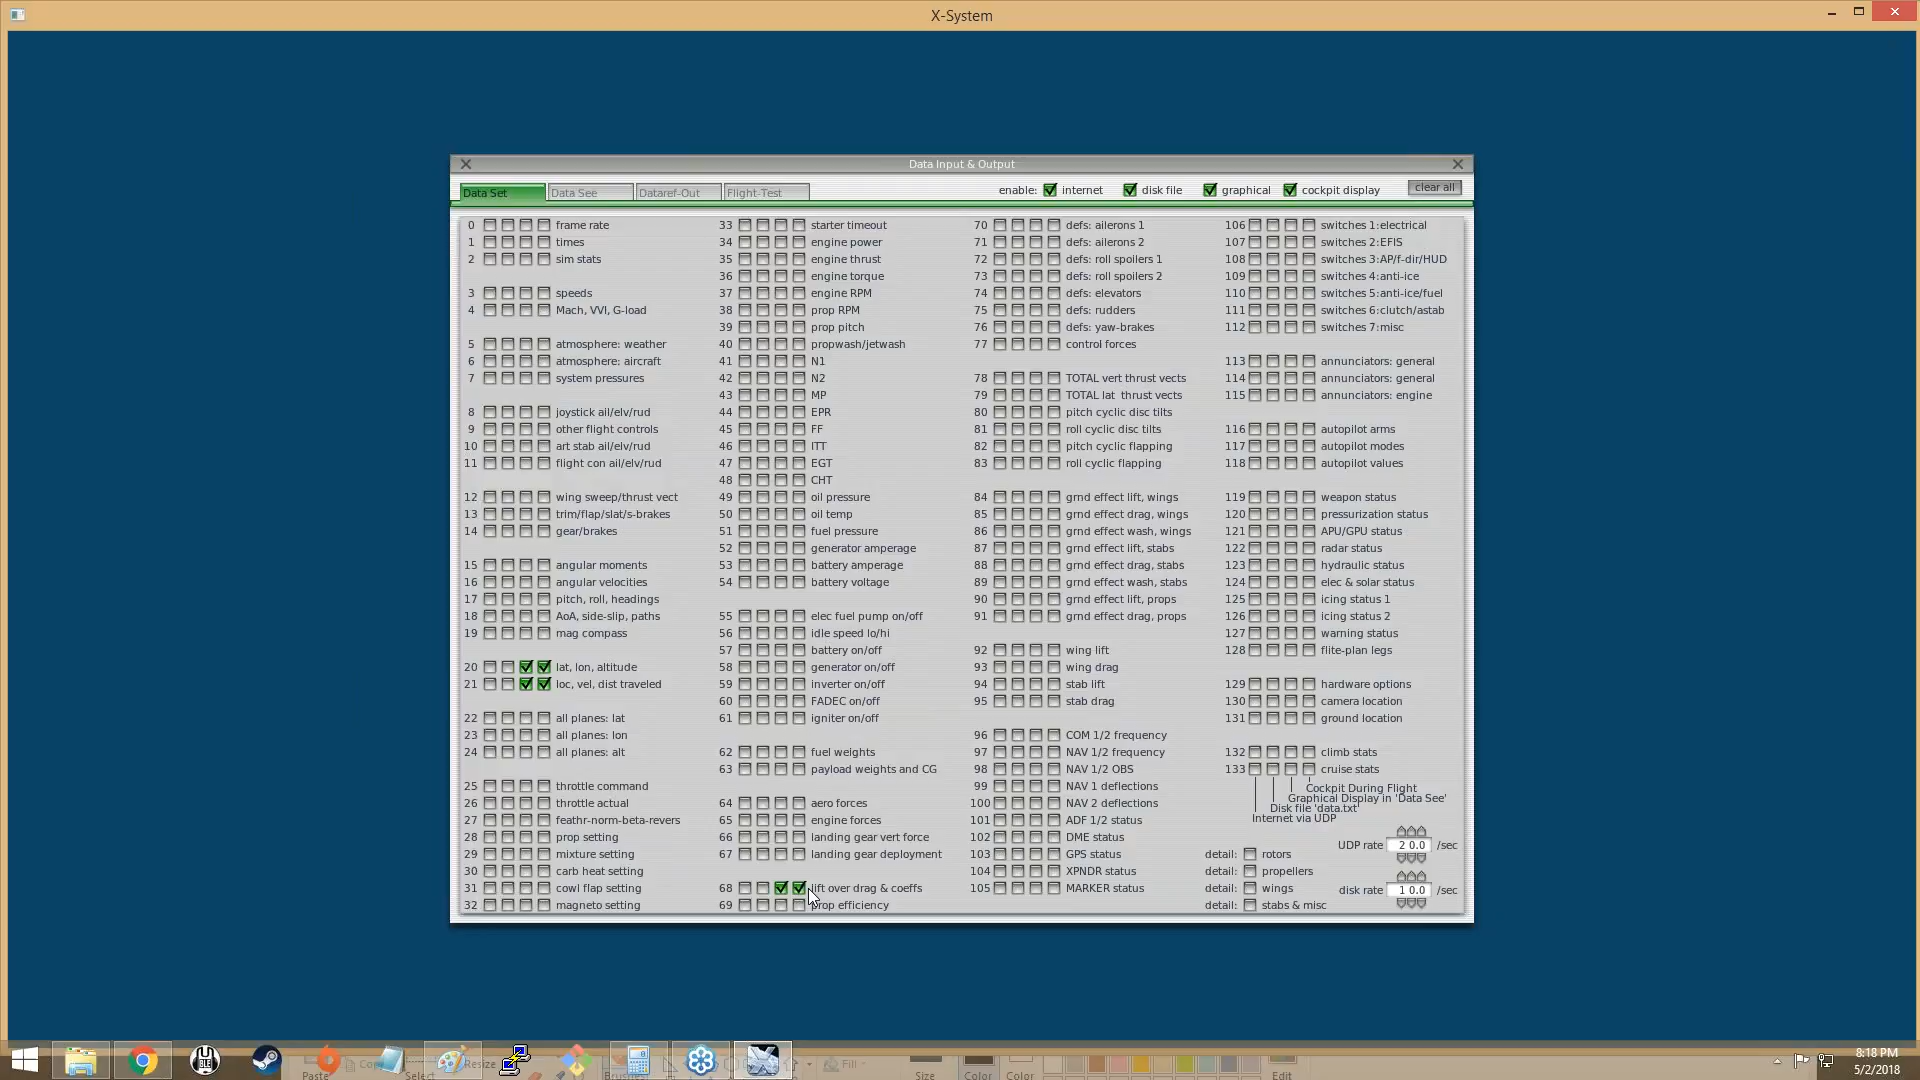 X-System
Data Input & Output
Data Set Data See Dataref-Out Flight-Test enable: internet disk file graphical cockpit display clear all
0 frame rate
1 times
2 sim stats
3 speeds
4 Mach, VVI, G-load
5 atmosphere: weather
6 atmosphere: aircraft
7 system pressures
8 joystick ail/elv/rud
9 other flight controls
10 art stab ail/elv/rud
11 flight con ail/elv/rud
12 wing sweep/thrust vect
13 trim/flap/slat/s-brakes
14 gear/brakes
15 angular moments
16 angular velocities
17 pitch, roll, headings
18 AoA, side-slip, paths
19 mag compass
20 lat, lon, altitude
21 loc, vel, dist traveled
22 all planes: lat
23 all planes: lon
24 all planes: alt
25 throttle command
26 throttle actual
27 feathr-norm-beta-revers
28 prop setting
29 mixture setting
30 carb heat setting
31 cowl flap setting
32 magneto setting
33 starter timeout
34 engine power
35 engine thrust
36 engine torque
37 engine RPM
38 prop RPM
39 prop pitch
40 propwash/jetwash
41 N1
42 N2
43 MP
44 EPR
45 FF
46 ITT
47 EGT
48 CHT
49 oil pressure
50 oil temp
51 fuel pressure
52 generator amperage
53 battery amperage
54 battery voltage
55 elec fuel pump on/off
56 idle speed lo/hi
57 battery on/off
58 generator on/off
59 inverter on/off
60 FADEC on/off
61 igniter on/off
62 fuel weights
63 payload weights and CG
64 aero forces
65 engine forces
66 landing gear vert force
67 landing gear deployment
68 lift over drag & coeffs
69 prop efficiency
70 defs: ailerons 1
71 defs: ailerons 2
72 defs: roll spoilers 1
73 defs: roll spoilers 2
74 defs: elevators
75 defs: rudders
76 defs: yaw-brakes
77 control forces
78 TOTAL vert thrust vects
79 TOTAL lat thrust vects
80 pitch cyclic disc tilts
81 roll cyclic disc tilts
82 pitch cyclic flapping
83 roll cyclic flapping
84 grnd effect lift, wings
85 grnd effect drag, wings
86 grnd effect wash, wings
87 grnd effect lift, stabs
88 grnd effect drag, stabs
89 grnd effect wash, stabs
90 grnd effect lift, props
91 grnd effect drag, props
92 wing lift
93 wing drag
94 stab lift
95 stab drag
96 COM 1/2 frequency
97 NAV 1/2 frequency
98 NAV 1/2 OBS
99 NAV 1 deflections
100 NAV 2 deflections
101 ADF 1/2 status
102 DME status
103 GPS status
104 XPNDR status
105 MARKER status
106 switches 1:electrical
107 switches 2:EFIS
108 switches 3:AP/f-dir/HUD
109 switches 4:anti-ice
110 switches 5:anti-ice/fuel
111 switches 6:clutch/astab
112 switches 7:misc
113 annunciators: general
114 annunciators: general
115 annunciators: engine
116 autopilot arms
117 autopilot modes
118 autopilot values
119 weapon status
120 pressurization status
121 APU/GPU status
122 radar status
123 hydraulic status
124 elec & solar status
125 icing status 1
126 icing status 2
127 warning status
128 flite-plan legs
129 hardware options
130 camera location
131 ground location
132 climb stats
133 cruise stats
Cockpit During Flight
Graphical Display in 'Data See'
Disk file 'data.txt'
Internet via UDP
UDP rate 2 0.0 /sec
detail: rotors
detail: propellers
detail: wings
detail: stabs & misc
disk rate 1 0.0 /sec
Paste Select Resize Brushes Fill Size Color Color Edit
8:18 PM
5/2/2018